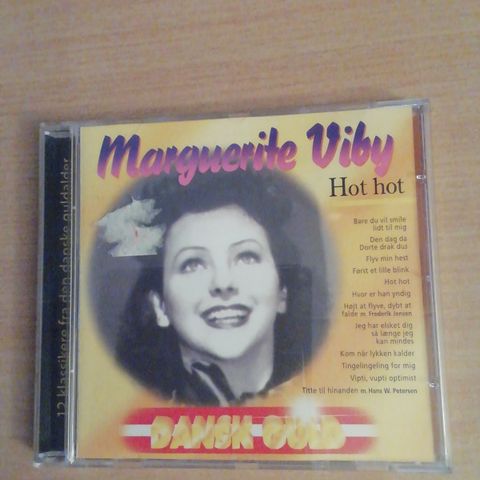 Marguerite Viby
Hot hot
Bare du vil smile
lidt til mig
Den dag da
Dorte drak dus
Flyv min hest
Først et lille blink
Hot hot
Hvor er han yndig
Højt at flyve, dybt at
falde m. Frederik Jensen
Jeg har elsket dig
så længe jeg
kan mindes
Kom når lykken kalder
Tingelingeling for mig
Vipti, vupti optimist
Titte til hinanden m. Hans W. Petersen
DANSK GULD
12 klassikere fra den danske guldalder